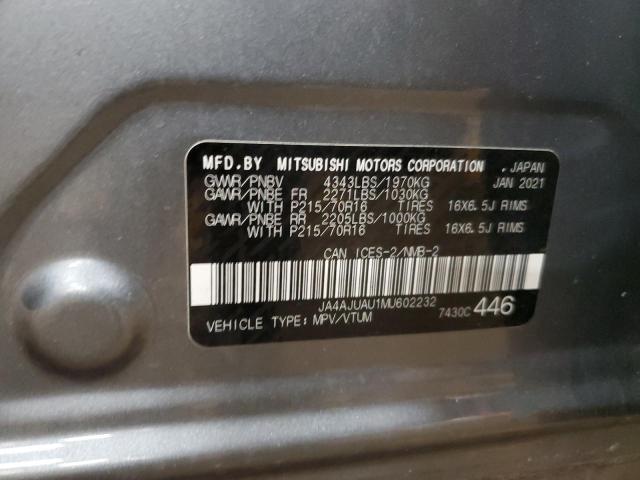 MFD.BY MITSUBISHI MOTORS CORPORATION . JAPAN
GVWR/PNBV 4343LBS/1970KG JAN 2021
GAWR/PNBE FR 2271LBS/1030KG
WITH P215/70R16 TIRES 16X6.5J RIMS
GAWR/PNBE RR 2205LBS/1000KG
WITH P215/70R16 TIRES 16X6.5J RIMS
CAN ICES-2/NMB-2
JA4AJUAU1MU602232
VEHICLE TYPE: MPV/VTUM 7430C 446